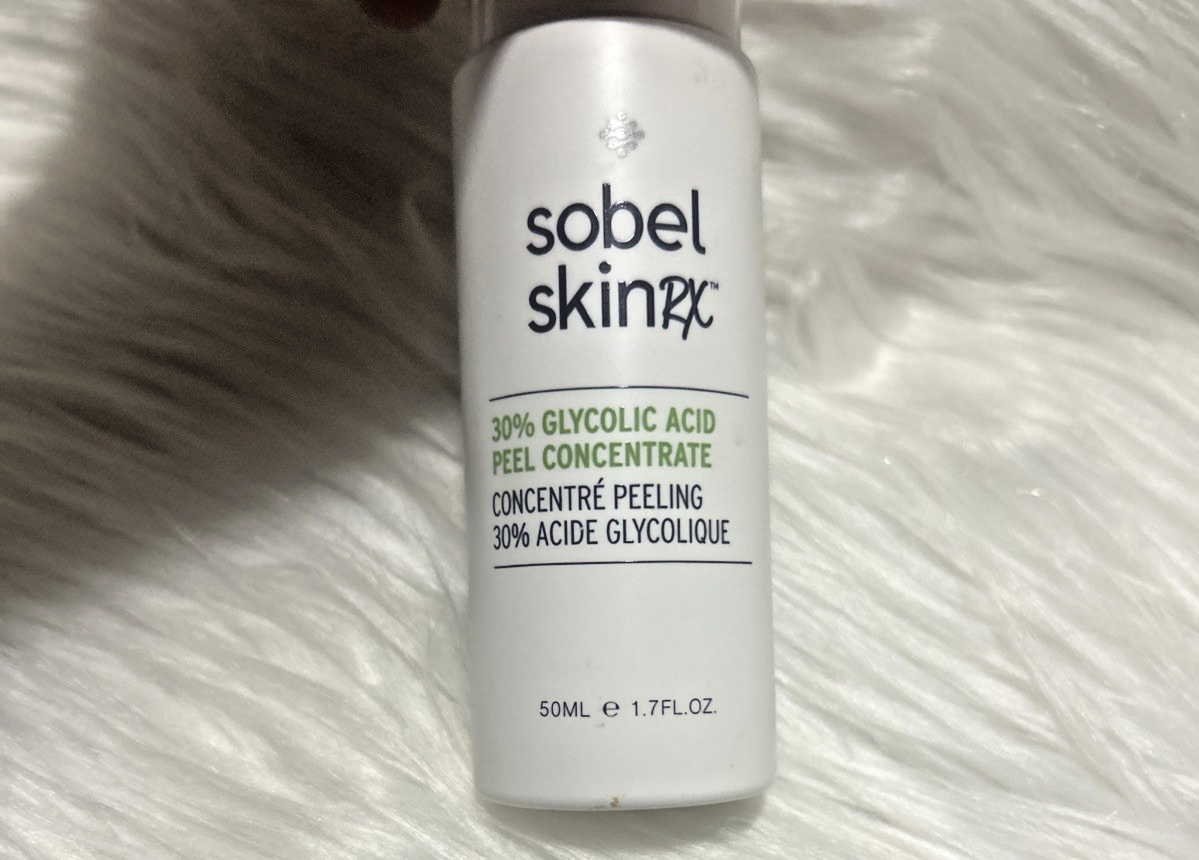 sobel
skinRX™
30% GLYCOLIC ACID
PEEL CONCENTRATE
CONCENTRÉ PEELING
30% ACIDE GLYCOLIQUE
50ML ℮ 1.7FL.OZ.